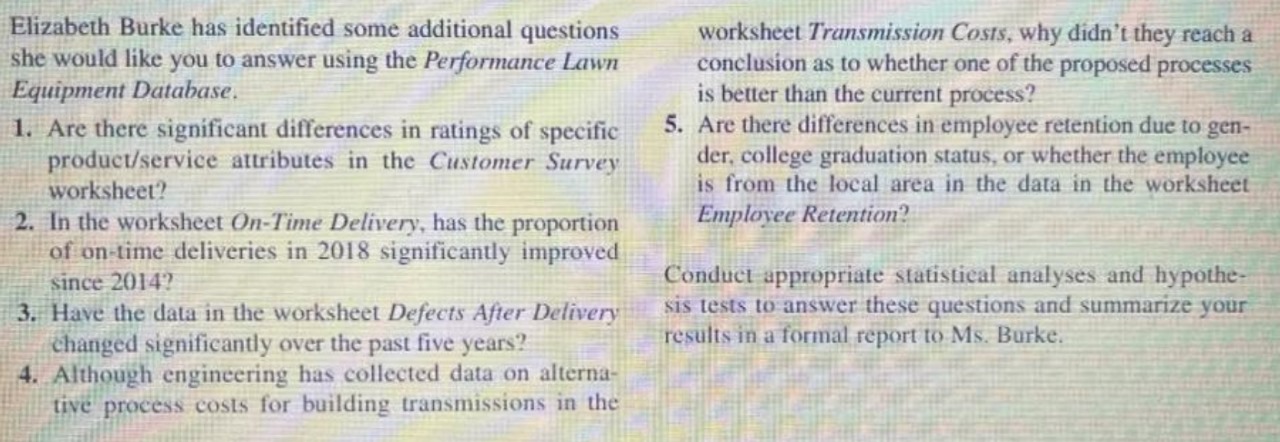 Elizabeth Burke has identified some additional questions
she would like you to answer using the Performance Lawn
Equipment Database.
1. Are there significant differences in ratings of specific
product/service attributes in the Customer Survey
worksheet?
2. In the worksheet On-Time Delivery, has the proportion
of on-time deliveries in 2018 significantly improved
since 2014?
3. Have the data in the worksheet Defects After Delivery
changed significantly over the past five years?
4. Although engineering has collected data on alterna-
tive process costs for building transmissions in the
worksheet Transmission Costs, why didn't they reach a
conclusion as to whether one of the proposed processes
is better than the current process?
5. Are there differences in employee retention due to gen-
der, college graduation status, or whether the employee
is from the local area in the data in the worksheet
Employee Retention?
Conduct appropriate statistical analyses and hypothe-
sis tests to answer these questions and summarize your
results in a formal report to Ms. Burke.